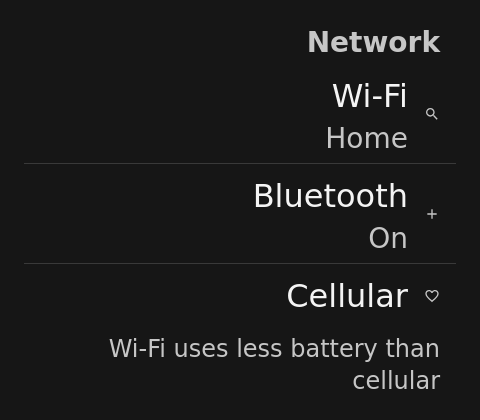 Network
Wi-Fi
Home
Bluetooth
On
Cellular
Wi-Fi uses less battery than
cellular